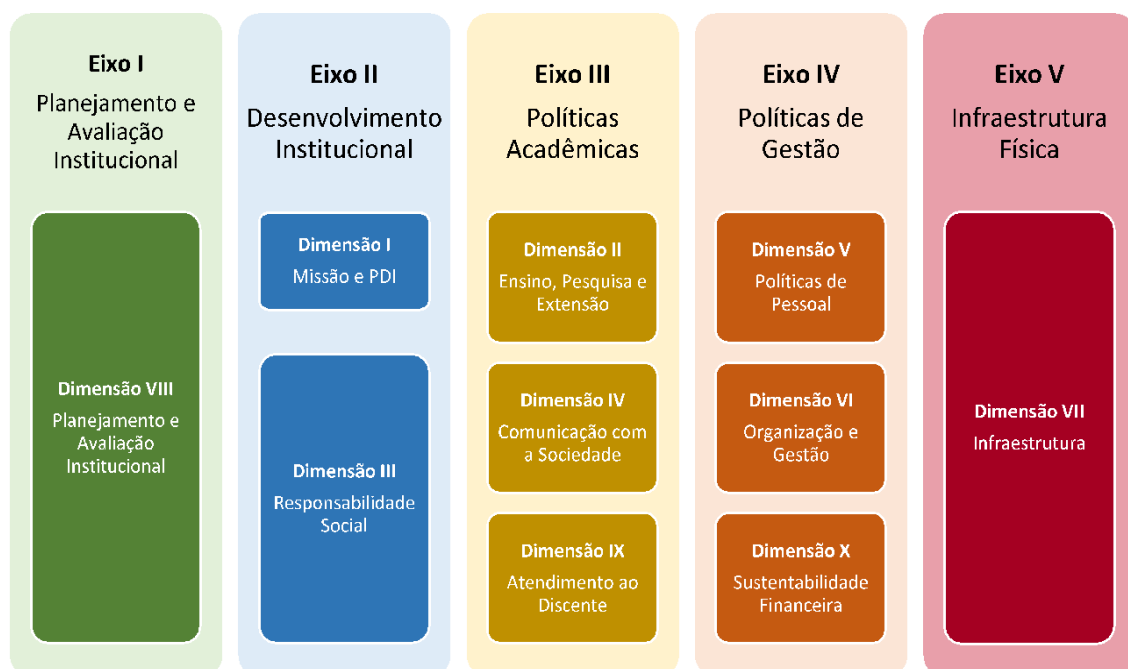 Eixo I
Planejamento e
Avaliação
Institucional
Dimensão VIII
Planejamento e
Avaliação
Institucional
Eixo II
Desenvolvimento
Institucional
Dimensão I
Missão e PDI
Dimensão III
Responsabilidade
Social
Eixo III
Políticas
Acadêmicas
Dimensão II
Ensino, Pesquisa e
Extensão
Dimensão IV
Comunicação com
a Sociedade
Dimensão IX
Atendimento ao
Discente
Eixo IV
Políticas de
Gestão
Dimensão V
Políticas de
Pessoal
Dimensão VI
Organização e
Gestão
Dimensão X
Sustentabilidade
Financeira
Eixo V
Infraestrutura
Física
Dimensão VII
Infraestrutura